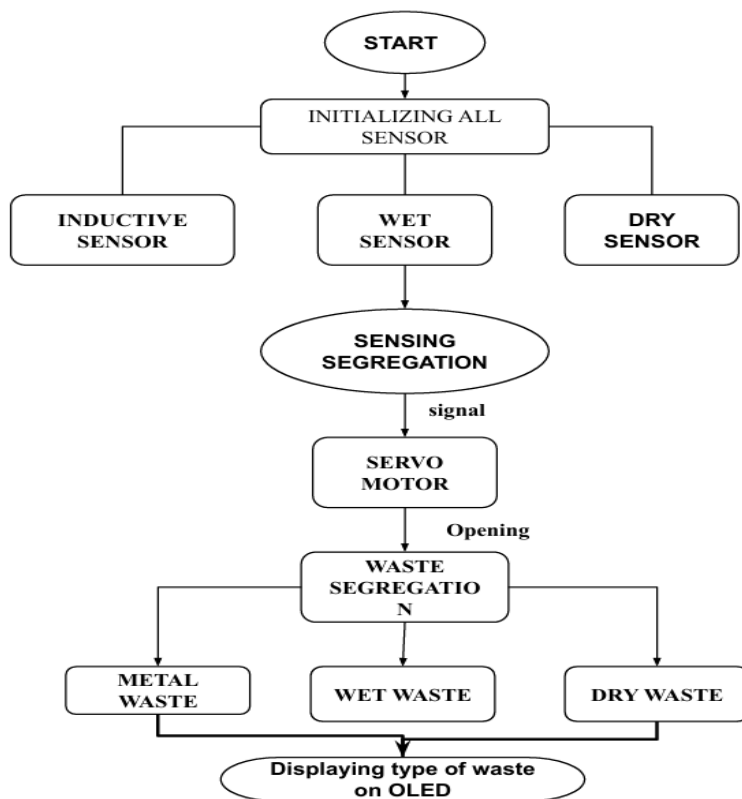 START
INITIALIZING ALL
SENSOR
INDUCTIVE
SENSOR
WET
SENSOR
DRY
SENSOR
SENSING
SEGREGATION
signal
SERVO
MOTOR
Opening
WASTE
SEGREGATIO
N
METAL
WASTE
WET WASTE
DRY WASTE
Displaying type of waste
on OLED